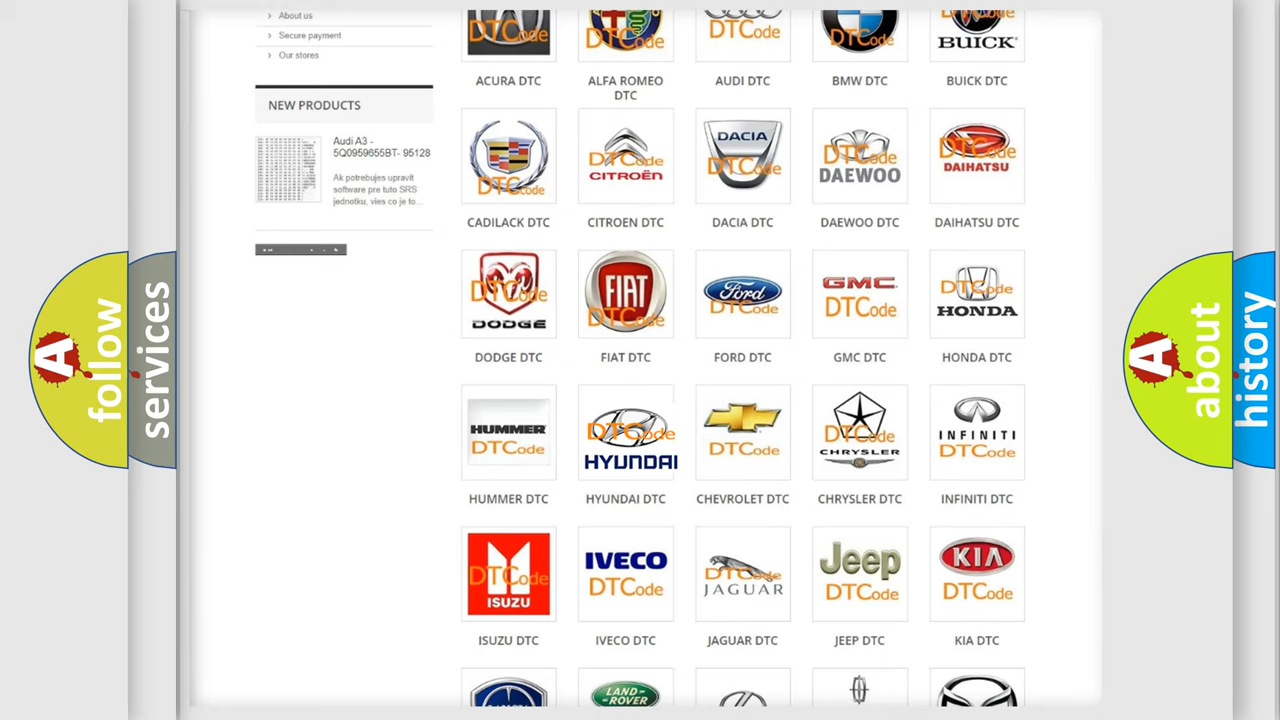 About us
Secure payment
Our stores
NEW PRODUCTS
Audi A3 -
5Q0959655BT- 95128
Ak potrebujes upravit
software pre tuto SRS
jednotku, vies co je to...
DTCode
DTCode
DTCode
DTCode
BUICK
ACURA DTC
ALFA ROMEO
DTC
AUDI DTC
BMW DTC
BUICK DTC
DTCode
DTCode
CITROËN
DACIA
DTCode
DTCode
DAEWOO
DTCode
DAIHATSU
CADILACK DTC
CITROEN DTC
DACIA DTC
DAEWOO DTC
DAIHATSU DTC
DTCode
DODGE
FIAT
DTCode
Ford
DTCode
GMC
DTCode
DTCode
HONDA
DODGE DTC
FIAT DTC
FORD DTC
GMC DTC
HONDA DTC
HUMMER
DTCode
DTCode
HYUNDAI
DTCode
DTCode
CHRYSLER
INFINITI
DTCode
HUMMER DTC
HYUNDAI DTC
CHEVROLET DTC
CHRYSLER DTC
INFINITI DTC
DTCode
ISUZU
IVECO
DTCode
DTCode
JAGUAR
Jeep
DTCode
KIA
DTCode
ISUZU DTC
IVECO DTC
JAGUAR DTC
JEEP DTC
KIA DTC
LAND-
ROVER
A
follow
services
A
about
history